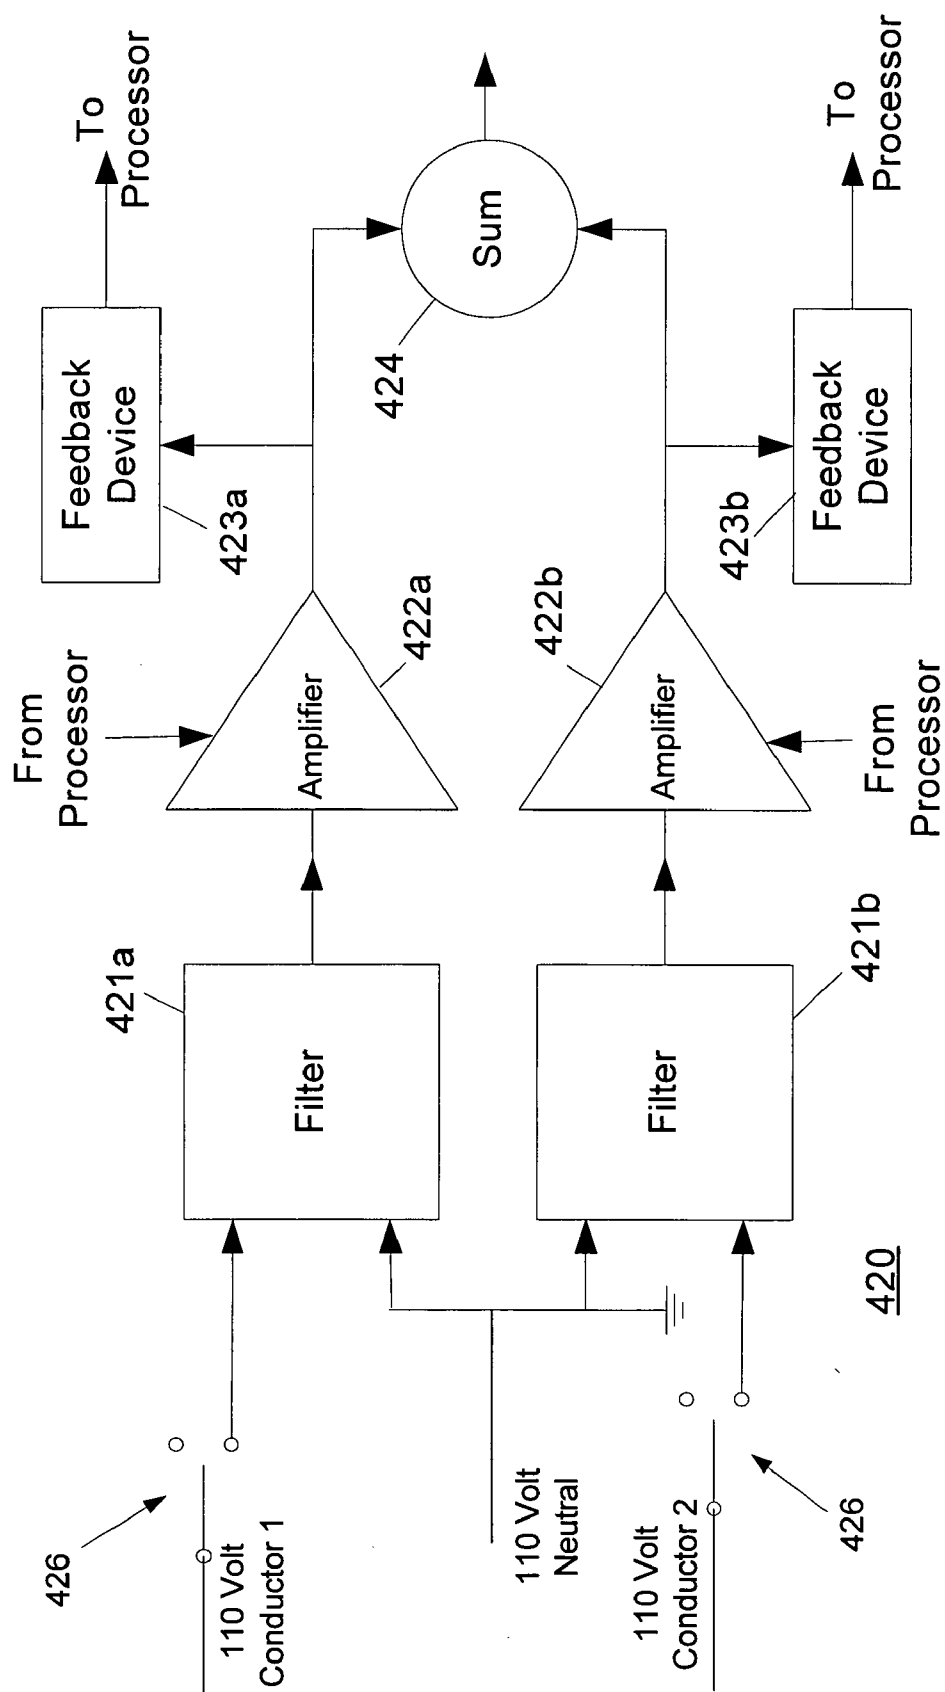 426
110 Volt
Conductor 1
110 Volt
Neutral
110 Volt
Conductor 2
426
420
421a
Filter
Filter
421b
From
Processor
Amplifier
422a
422b
Amplifier
From
Processor
Feedback
Device
423a
423b
Feedback
Device
424
Sum
To
Processor
To
Processor